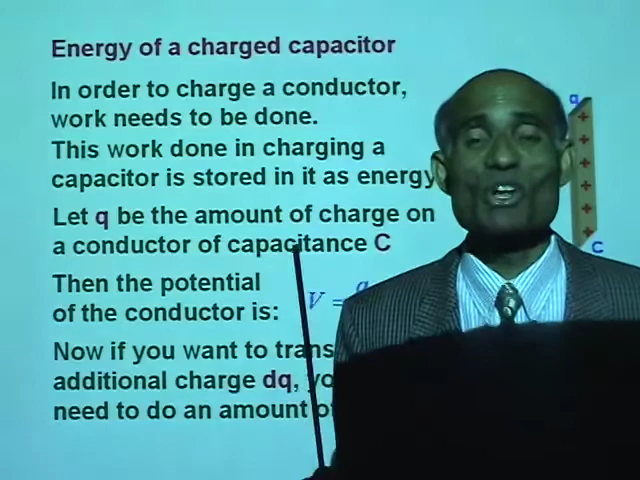 Energy of a charged capacitor
In order to charge a conductor,
work needs to be done.
This work done in charging a
capacitor is stored in it as energy
Let q be the amount of charge on
a conductor of capacitance C
Then the potential
of the conductor is:
V = q
Now if you want to trans
additional charge dq, yo
need to do an amount of
q
+
+
+
+
+
+
C